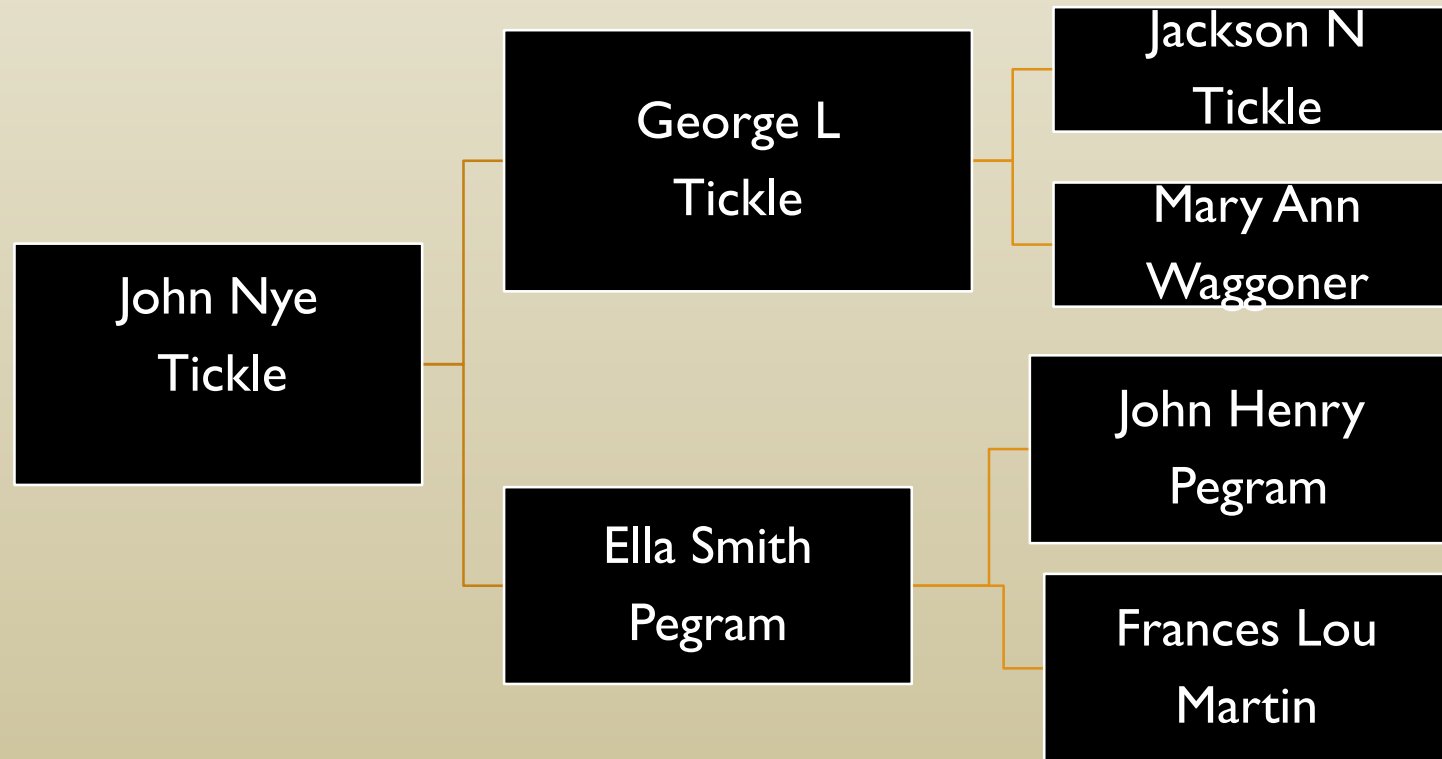 John Nye
Tickle
George L
Tickle
Ella Smith
Pegram
Jackson N
Tickle
Mary Ann
Waggoner
John Henry
Pegram
Frances Lou
Martin